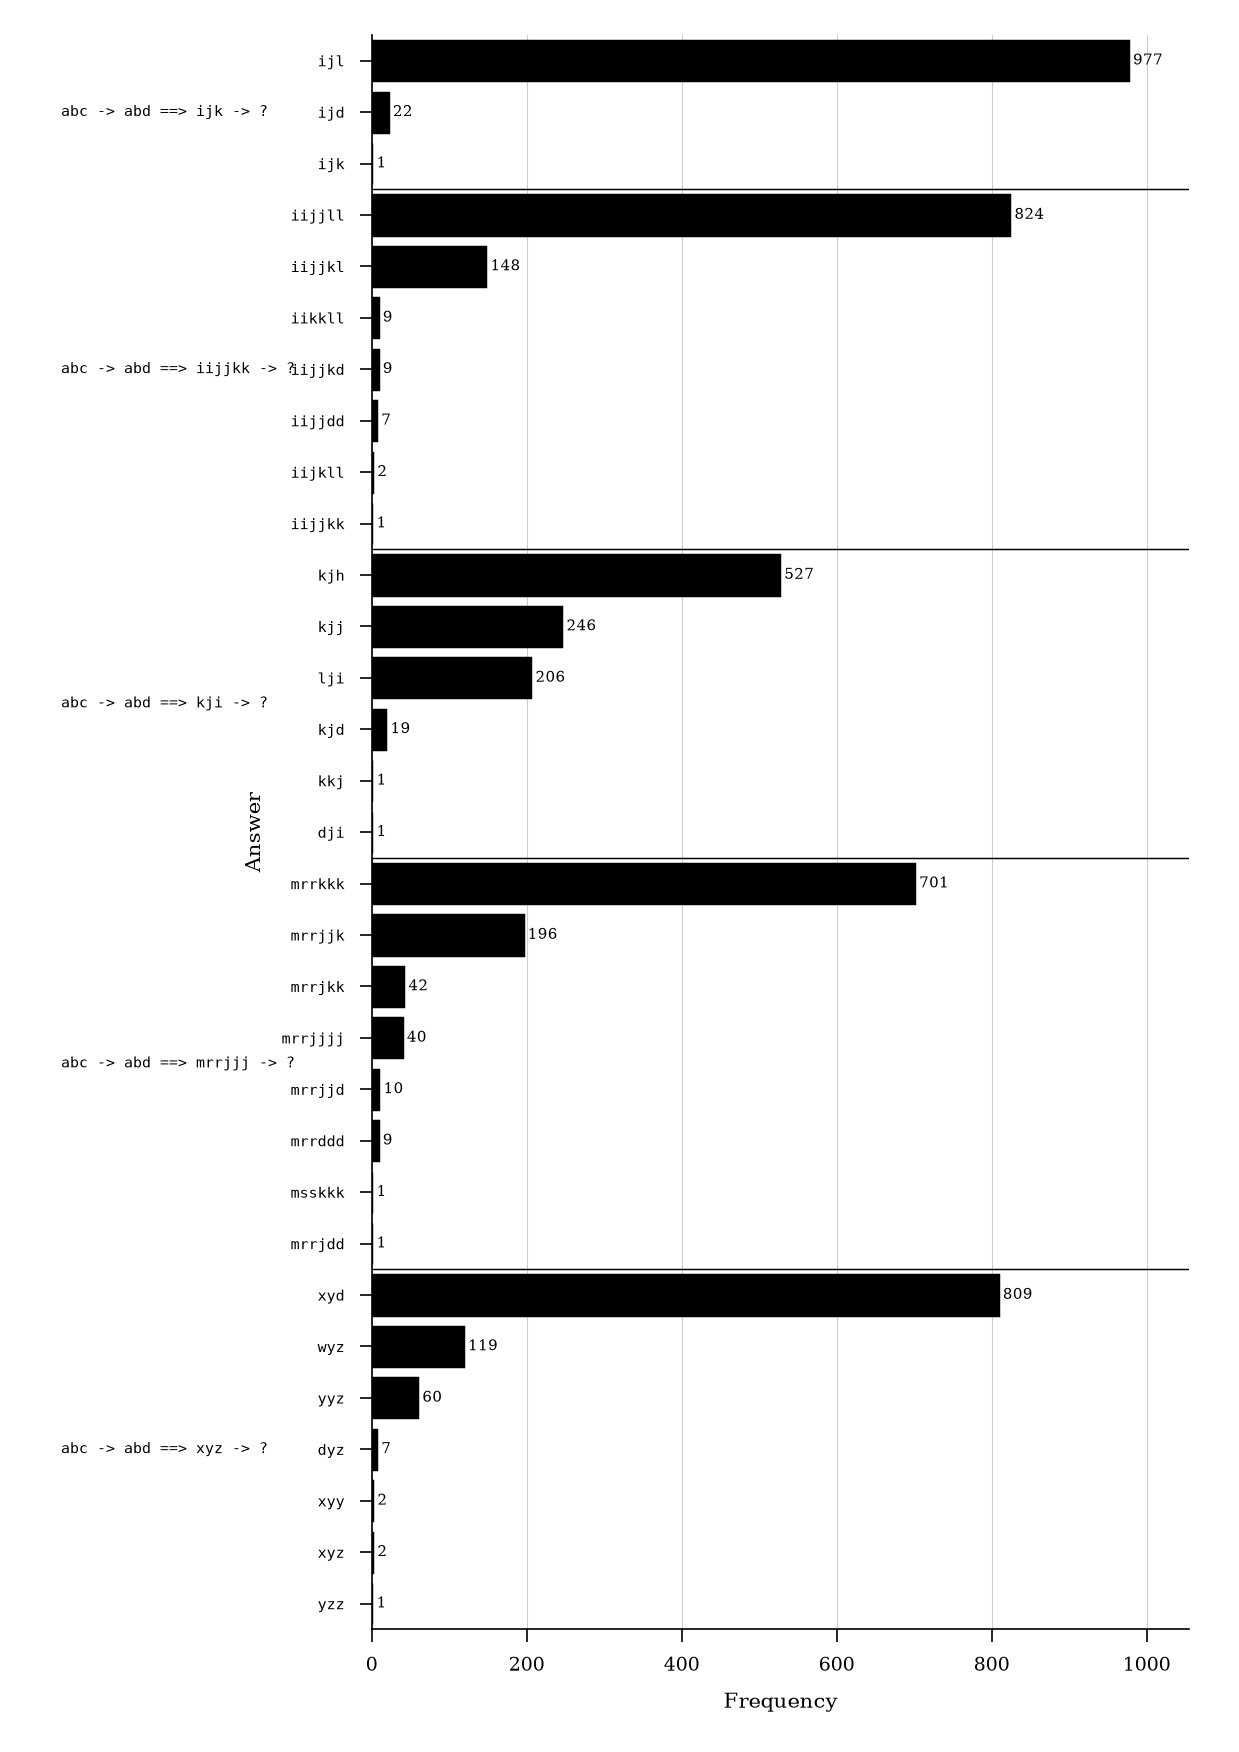 ijl 977
abc -> abd ==> ijk -> ? ijd 22
ijk 1
iijjll 824
iijjkl 148
iikkll 9
abc -> abd ==> iijjkk -> ? iijjkd 9
iijjdd 7
iijkll 2
iijjkk 1
kjh 527
kjj 246
lji 206
abc -> abd ==> kji -> ?
kjd 19
kkj 1
dji 1
Answer
mrrkkk 701
mrrjjk 196
mrrjkk 42
mrrjjjj 40
abc -> abd ==> mrrjjj -> ?
mrrjjd 10
mrrddd 9
msskkk 1
mrrjdd 1
xyd 809
wyz 119
yyz 60
abc -> abd ==> xyz -> ? dyz 7
xyy 2
xyz 2
yzz 1
0 200 400 600 800 1000
Frequency